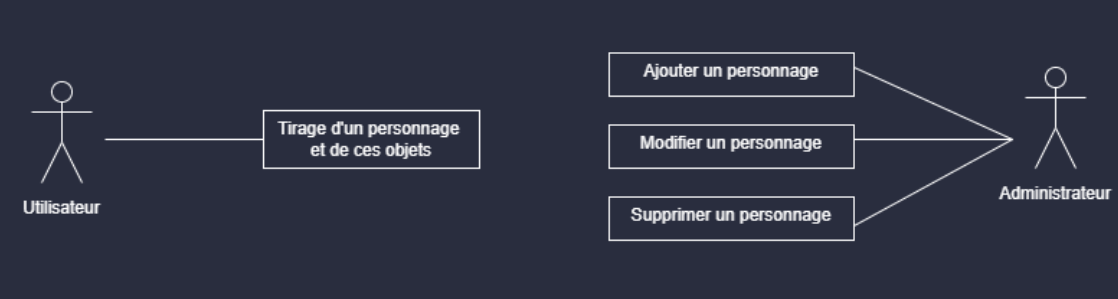 Utilisateur
Tirage d'un personnage
et de ces objets
Ajouter un personnage
Modifier un personnage
Supprimer un personnage
Administrateur